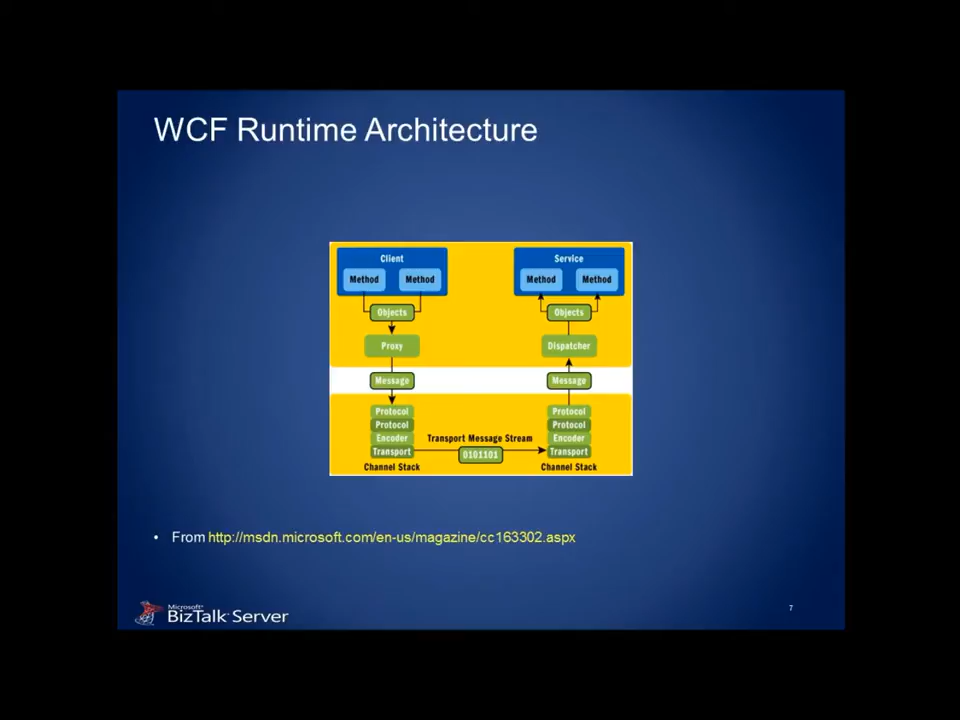 WCF Runtime Architecture
Client
Service
Method Method
Method Method
Objects
Objects
Proxy
Dispatcher
Message
Message
Protocol
Protocol
Protocol
Protocol
Encoder
Transport Message Stream
Encoder
Transport
0101101
Transport
Channel Stack
Channel Stack
• From http://msdn.microsoft.com/en-us/magazine/cc163302.aspx
Microsoft®
BizTalk Server
7